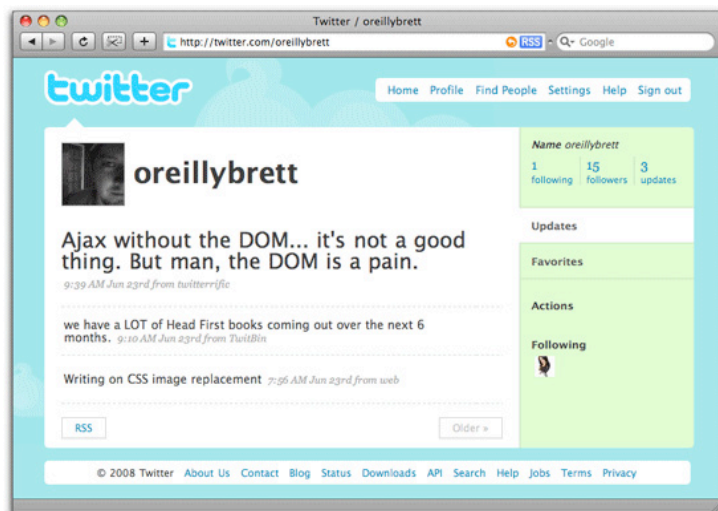 Twitter / oreillybrett
http://twitter.com/oreillybrett RSS Google
twitter
Home Profile Find People Settings Help Sign out
oreillybrett
Name oreillybrett
1 15 3
following followers updates
Ajax without the DOM... it's not a good
thing. But man, the DOM is a pain.
9:39 AM Jun 23rd from twitterrific
we have a LOT of Head First books coming out over the next 6
months. 9:10 AM Jun 23rd from TwitBin
Writing on CSS image replacement 7:56 AM Jun 23rd from web
RSS Older »
Updates
Favorites
Actions
Following
© 2008 Twitter About Us Contact Blog Status Downloads API Search Help Jobs Terms Privacy